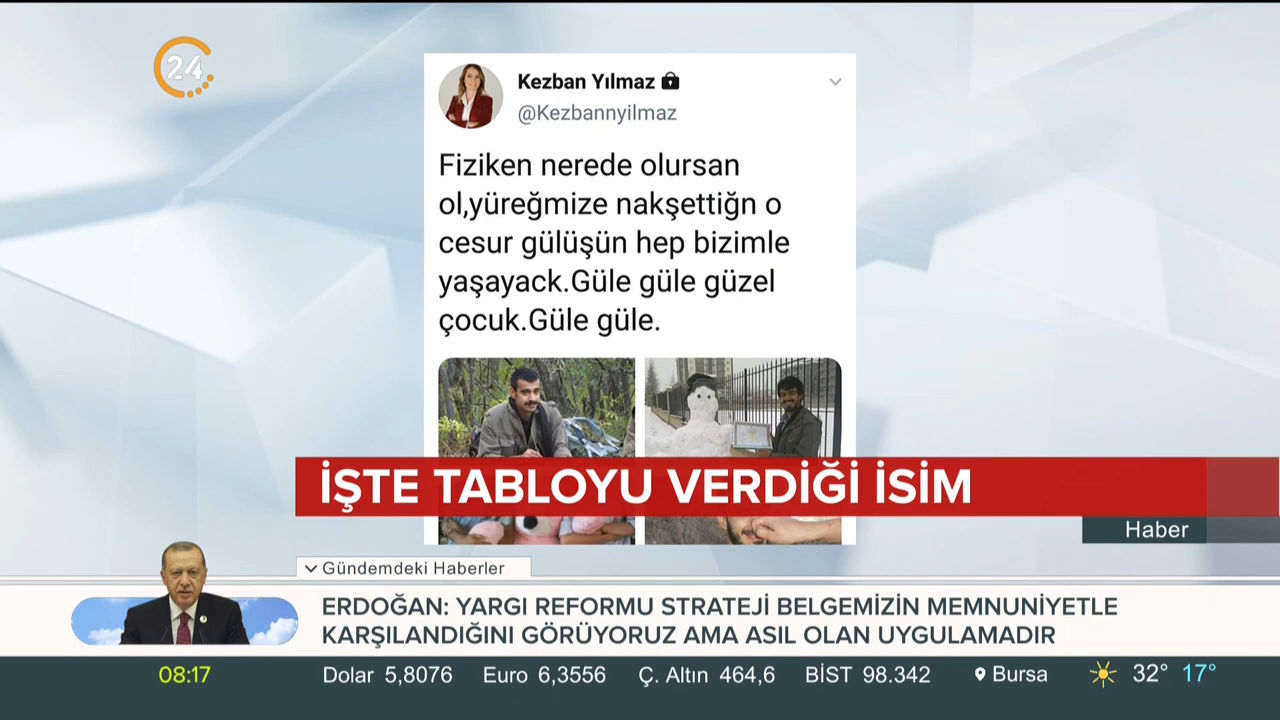 24
Kezban Yılmaz
@Kezbannyilmaz
Fiziken nerede olursan
ol,yüreğmize nakşettiğn o
cesur gülüşün hep bizimle
yaşayack.Güle güle güzel
çocuk.Güle güle.
İŞTE TABLOYU VERDİĞİ İSİM
Haber
Gündemdeki Haberler
ERDOĞAN: YARGI REFORMU STRATEJİ BELGEMİZİN MEMNUNİYETLE
KARŞILANDIĞINI GÖRÜYORUZ AMA ASIL OLAN UYGULAMADIR
08:17 Dolar 5,8076 Euro 6,3556 Ç. Altın 464,6 BİST 98.342 Bursa 32° 17°